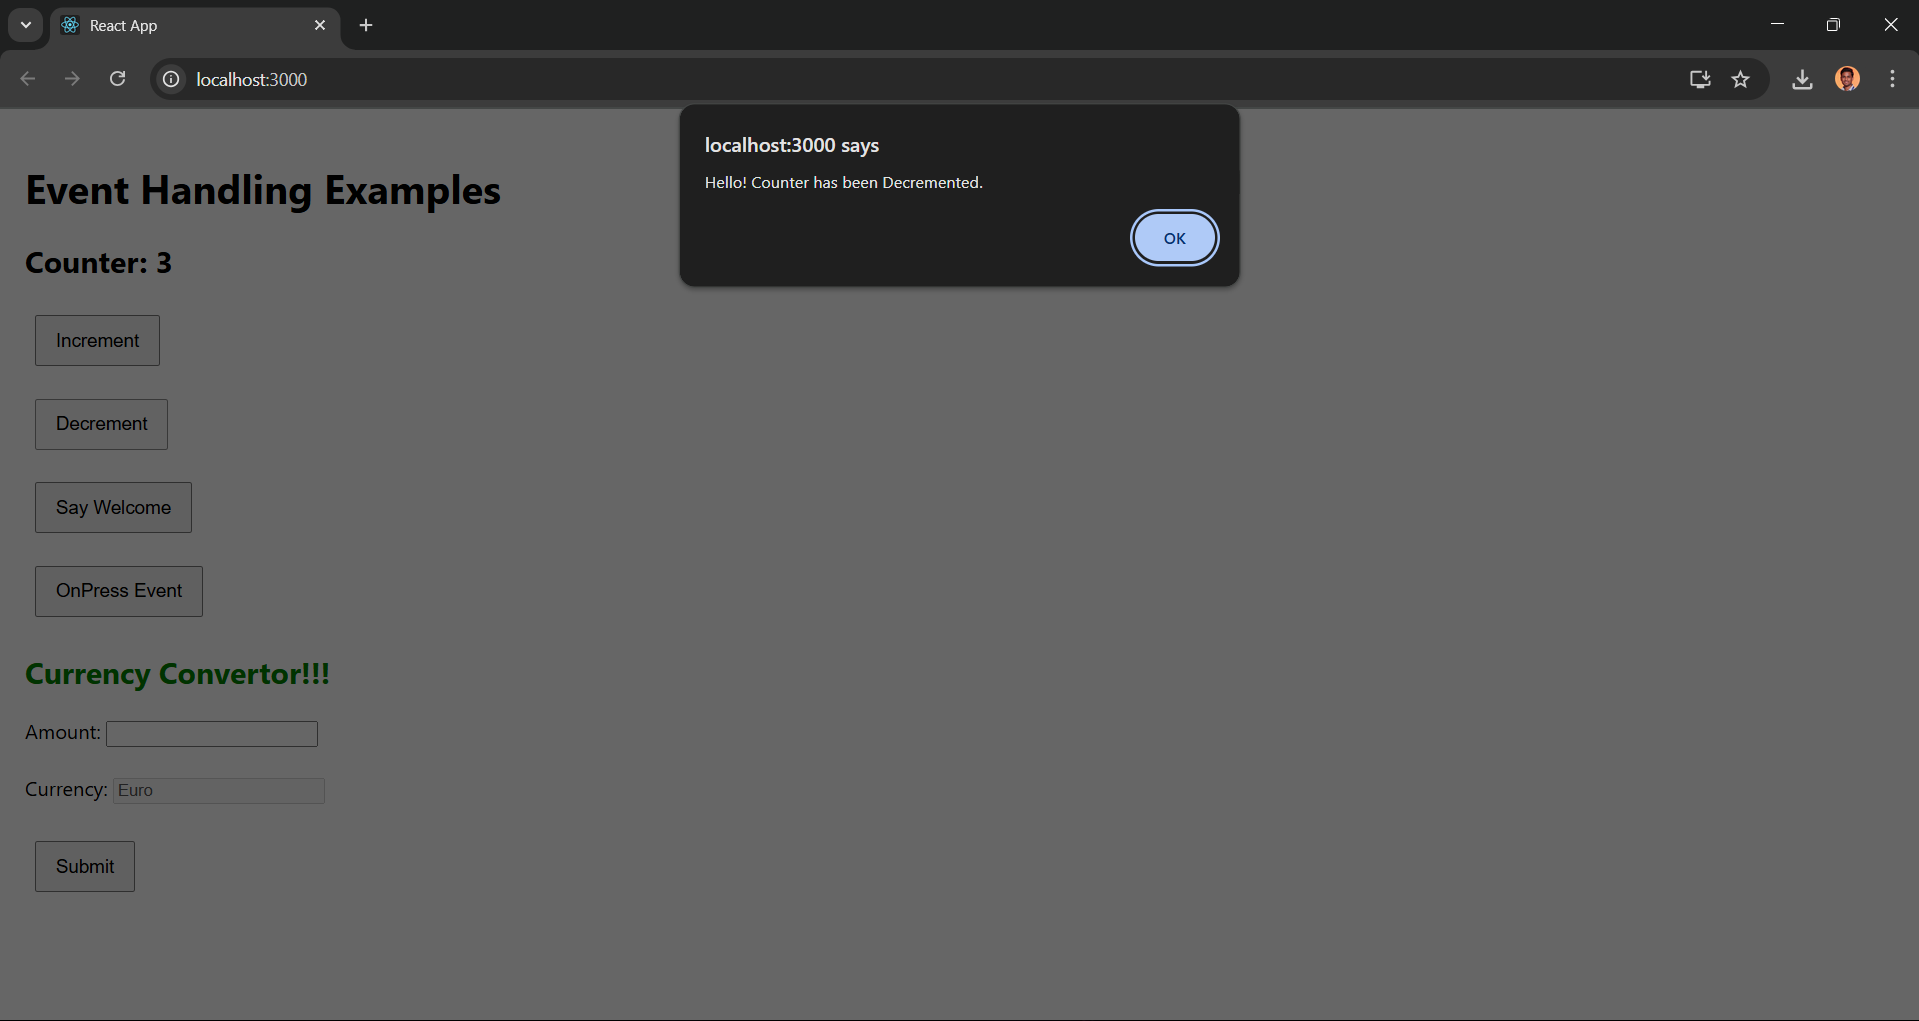 React App
localhost:3000
localhost:3000 says
Hello! Counter has been Decremented.
OK
Event Handling Examples
Counter: 3
Increment
Decrement
Say Welcome
OnPress Event
Currency Convertor!!!
Amount:
Currency: Euro
Submit